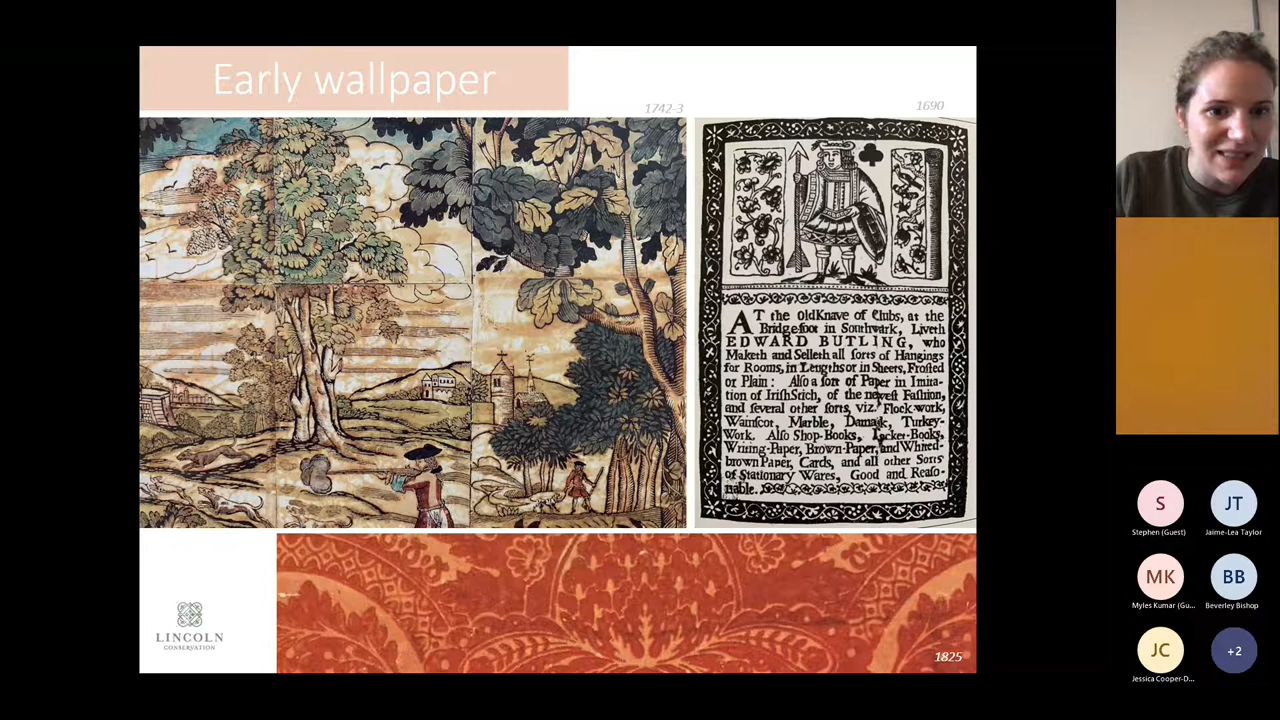 Early wallpaper
1742-3
1690
AT the Old Knave of Clubs, at the
Bridge-foot in Southwark, Liveth
EDWARD BUTLING, who
Maketh and Selleth all sorts of Hangings
for Rooms, in Lengths or in Sheets, Frosted
or Plain: Also a sort of Paper in Imita-
tion of Irish Stich, of the newest Fashion,
and several other sorts, viz. Flock-work,
Wainscot, Marble, Damask, Turkey-
Work. Also Shop-Books, Pocket-Books,
Writing-Paper, Brown-Paper, and Whited-
brown Paper, Cards, and all other Sorts
of Stationary Wares, Good and Reaso-
nable.
LINCOLN
CONSERVATION
1825
S
Stephen (Guest)
JT
Jaime-Lea Taylor
MK
Myles Kumar (Gu...
BB
Beverley Bishop
JC
Jessica Cooper-D...
+2